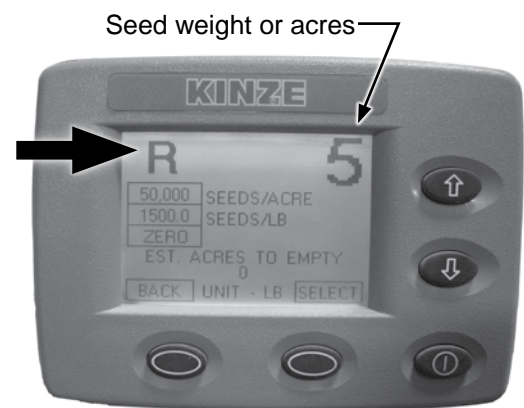 Seed weight or acres
KINZE
R 5
50,000 SEEDS/ACRE
1500.0 SEEDS/LB
ZERO
EST. ACRES TO EMPTY
0
BACK UNIT - LB SELECT